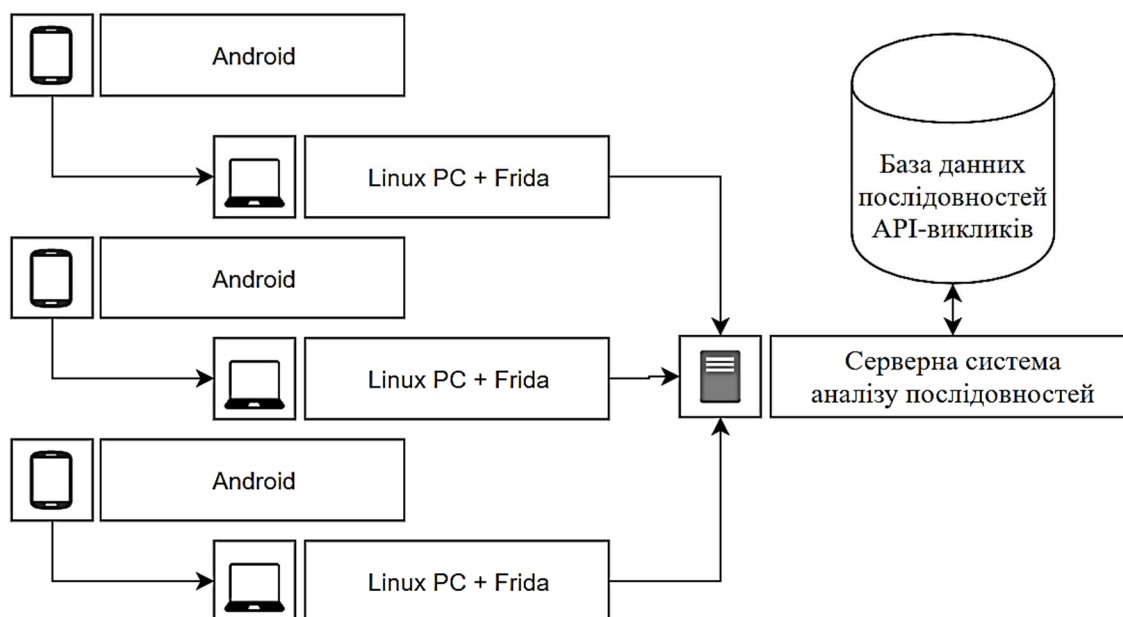 Android
Linux PC + Frida
Android
Linux PC + Frida
Android
Linux PC + Frida
База данних
послідовностей
API-викликів
Серверна система
аналізу послідовностей